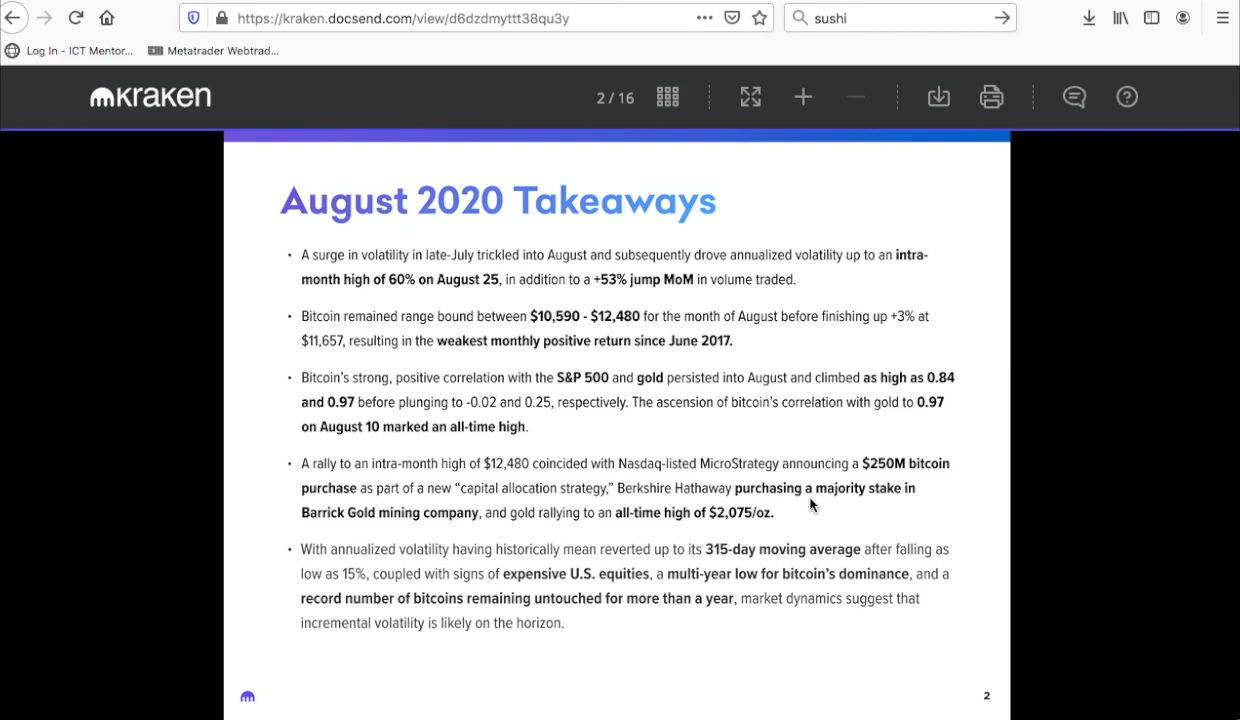 https://kraken.docsend.com/view/d6dzdmyttt38qu3y
sushi
Log In - ICT Mentor...
Metatrader Webtrad...
kraken
2 / 16
August 2020 Takeaways
• A surge in volatility in late-July trickled into August and subsequently drove annualized volatility up to an intra-
month high of 60% on August 25, in addition to a +53% jump MoM in volume traded.
• Bitcoin remained range bound between $10,590 - $12,480 for the month of August before finishing up +3% at
$11,657, resulting in the weakest monthly positive return since June 2017.
• Bitcoin's strong, positive correlation with the S&P 500 and gold persisted into August and climbed as high as 0.84
and 0.97 before plunging to -0.02 and 0.25, respectively. The ascension of bitcoin's correlation with gold to 0.97
on August 10 marked an all-time high.
• A rally to an intra-month high of $12,480 coincided with Nasdaq-listed MicroStrategy announcing a $250M bitcoin
purchase as part of a new “capital allocation strategy,” Berkshire Hathaway purchasing a majority stake in
Barrick Gold mining company, and gold rallying to an all-time high of $2,075/oz.
• With annualized volatility having historically mean reverted up to its 315-day moving average after falling as
low as 15%, coupled with signs of expensive U.S. equities, a multi-year low for bitcoin's dominance, and a
record number of bitcoins remaining untouched for more than a year, market dynamics suggest that
incremental volatility is likely on the horizon.
2